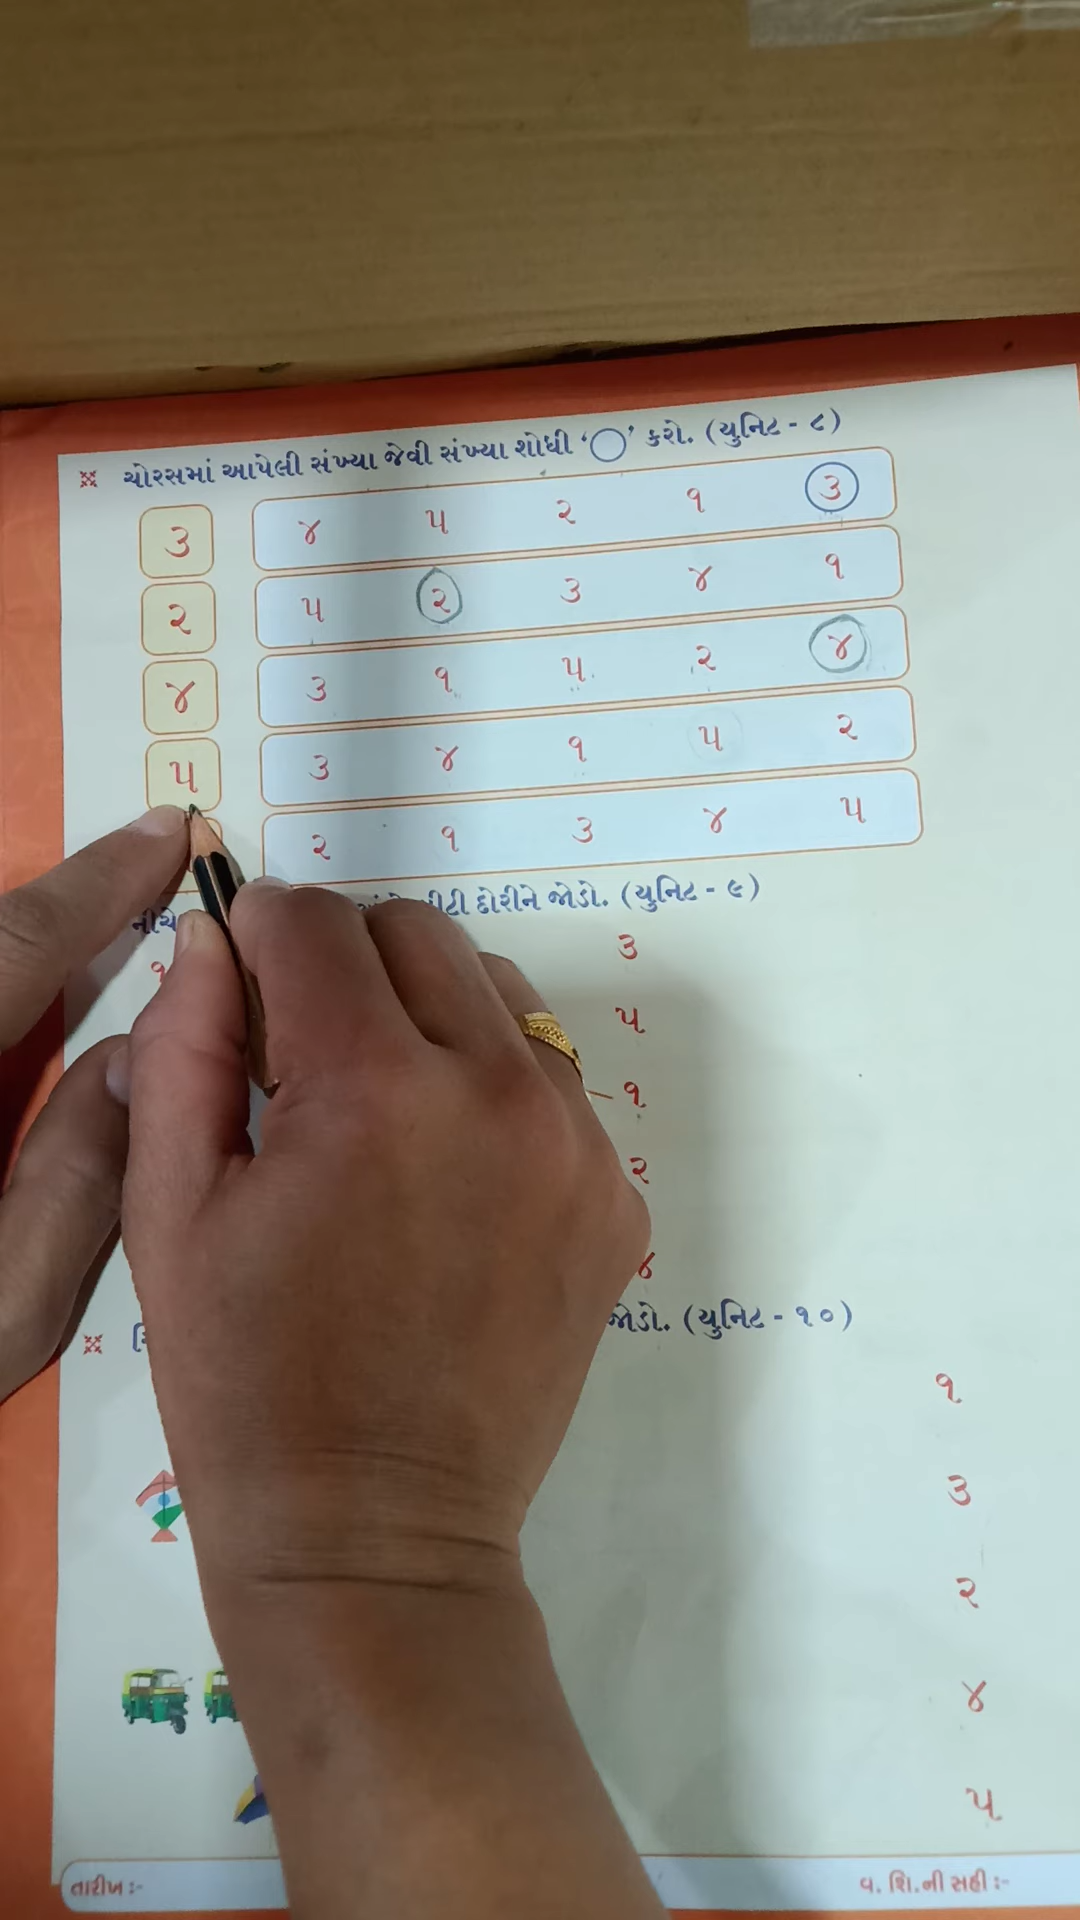 ચોરસમાં આપેલી સંખ્યા જેવી સંખ્યા શોધી ‘◯’ કરો. (યુનિટ - ૮)
૩ ૪ ૫ ૨ ૧ ૩
૨ ૫ ૨ ૩ ૪ ૧
૪ ૩ ૧ ૫ ૨ ૪
૫ ૩ ૪ ૧ ૫ ૨
૨ ૧ ૩ ૪ ૫
દોરીને જોડો. (યુનિટ - ૯)
૧ ૩
૫
૧
૨
૪
જોડો. (યુનિટ - ૧૦)
૧
૩
૨
૪
૫
તારીખ :- વ. શિ.ની સહી :-